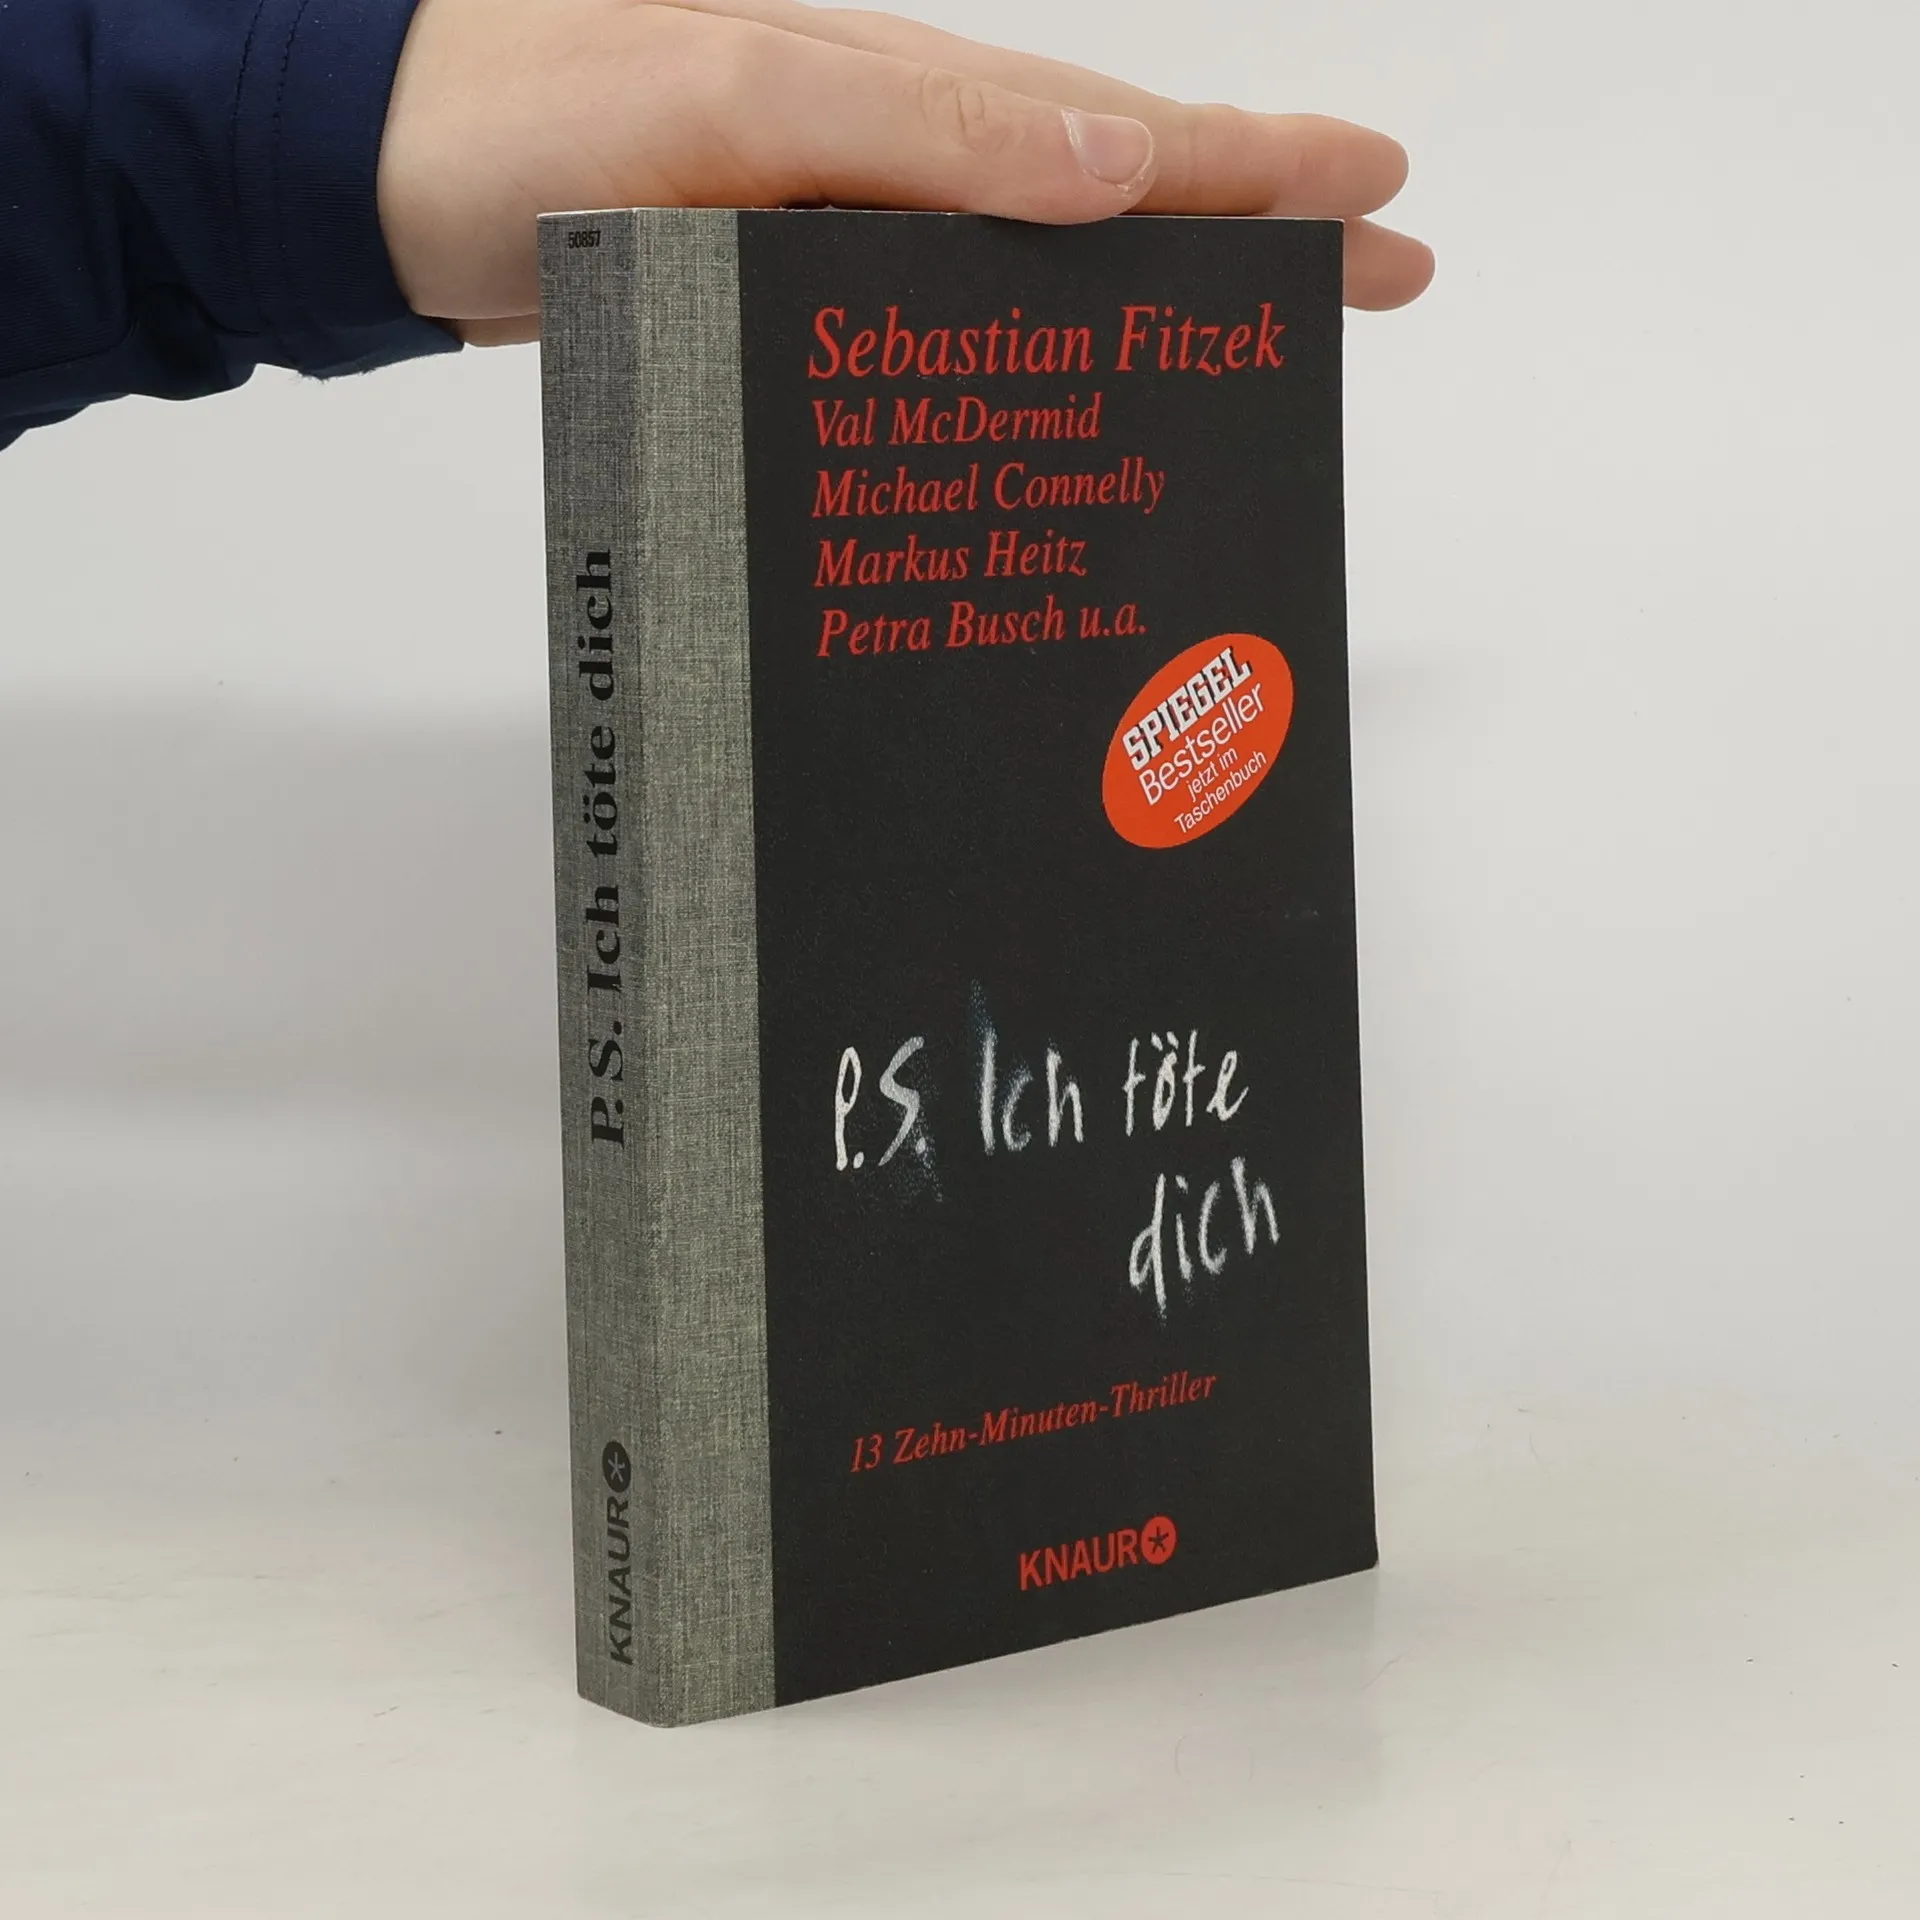 50857
P.S. Ich töte dich
KNAUR
Sebastian Fitzek
Val McDermid
Michael Connelly
Markus Heitz
Petra Busch u.a.
SPIEGEL
Bestseller
jetzt im
Taschenbuch
P.S. Ich töte
dich
13 Zehn-Minuten-Thriller
KNAUR